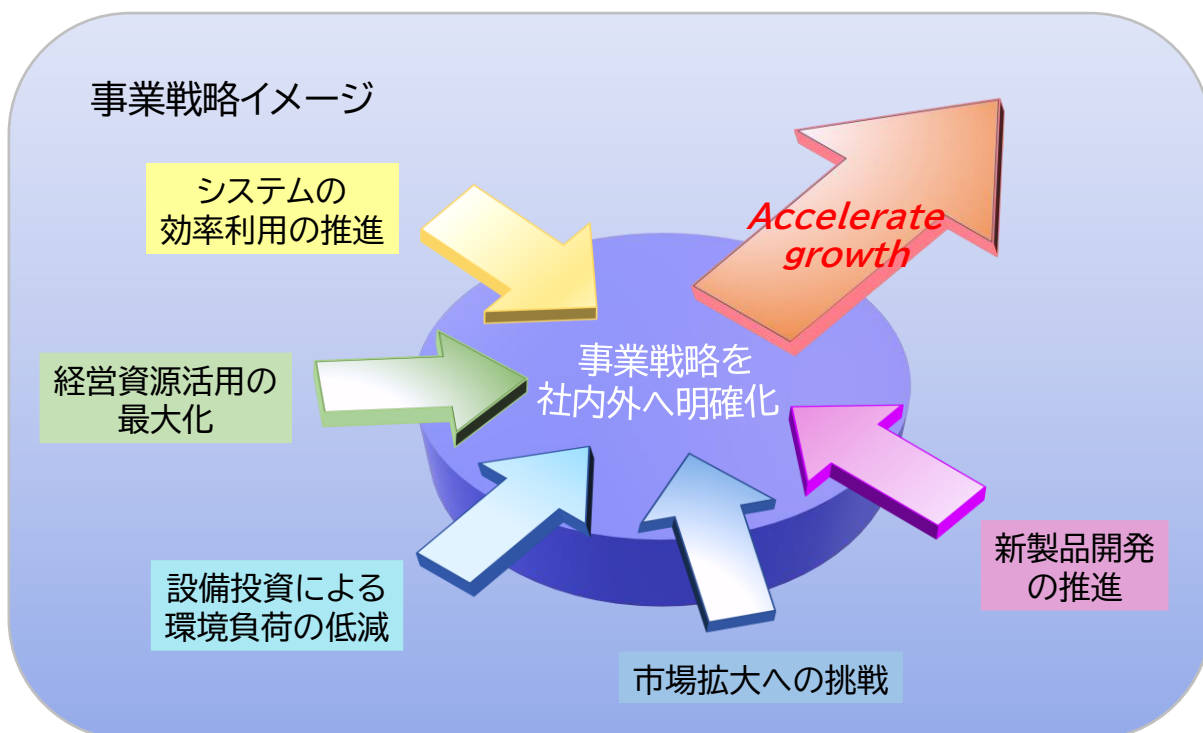 事業戦略イメージ
システムの
効率利用の推進
Accelerate
growth
経営資源活用の
最大化
事業戦略を
社内外へ明確化
設備投資による
環境負荷の低減
市場拡大への挑戦
新製品開発
の推進